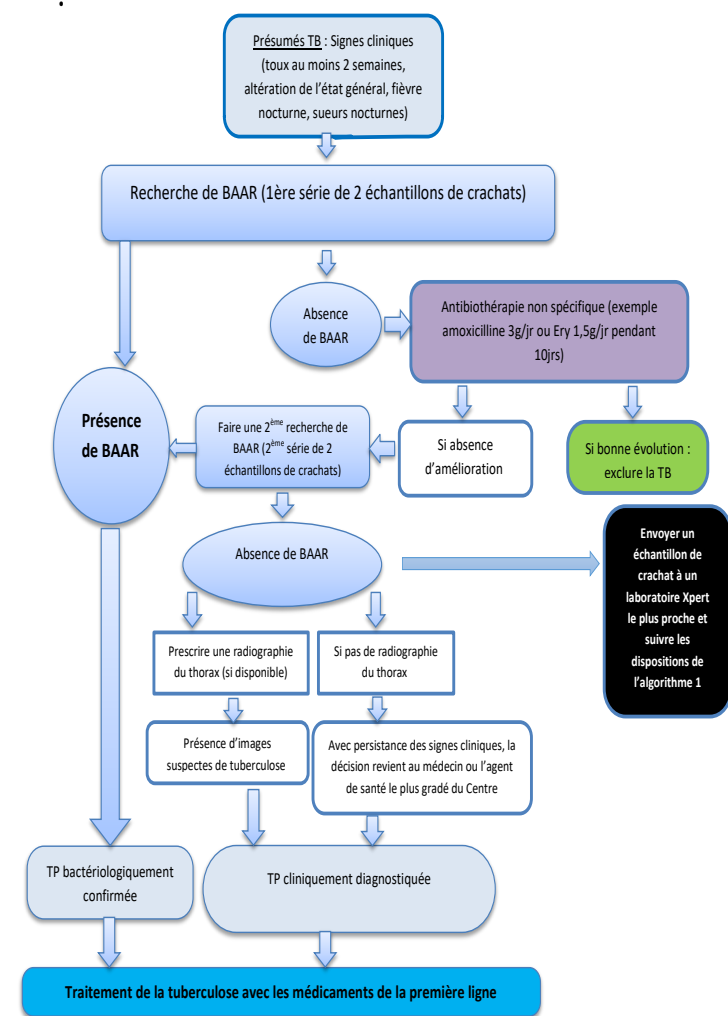 Présumés TB : Signes cliniques
(toux au moins 2 semaines,
altération de l'état général, fièvre
nocturne, sueurs nocturnes)
Recherche de BAAR (1ère série de 2 échantillons de crachats)
Absence
de BAAR
Antibiothérapie non spécifique (exemple
amoxicilline 3g/jr ou Ery 1,5g/jr pendant
10jrs)
Présence
de BAAR
Faire une 2ème recherche de
BAAR (2ème série de 2
échantillons de crachats)
Si absence
d'amélioration
Si bonne évolution :
exclure la TB
Absence de BAAR
Envoyer un
échantillon de
crachat à un
laboratoire Xpert
le plus proche et
suivre les
dispositions de
l'algorithme 1
Prescrire une radiographie
du thorax (si disponible)
Si pas de radiographie
du thorax
Présence d'images
suspectes de tuberculose
Avec persistance des signes cliniques, la
décision revient au médecin ou l'agent
de santé le plus gradé du Centre
TP bactériologiquement
confirmée
TP cliniquement diagnostiquée
Traitement de la tuberculose avec les médicaments de la première ligne